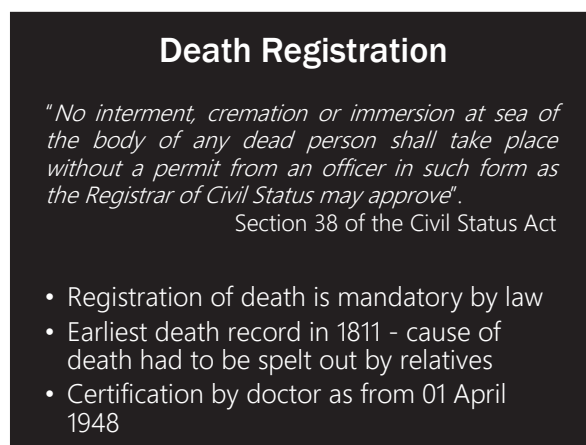 Death Registration
"No interment, cremation or immersion at sea of
the body of any dead person shall take place
without a permit from an officer in such form as
the Registrar of Civil Status may approve".
Section 38 of the Civil Status Act
• Registration of death is mandatory by law
• Earliest death record in 1811 - cause of
death had to be spelt out by relatives
• Certification by doctor as from 01 April
1948